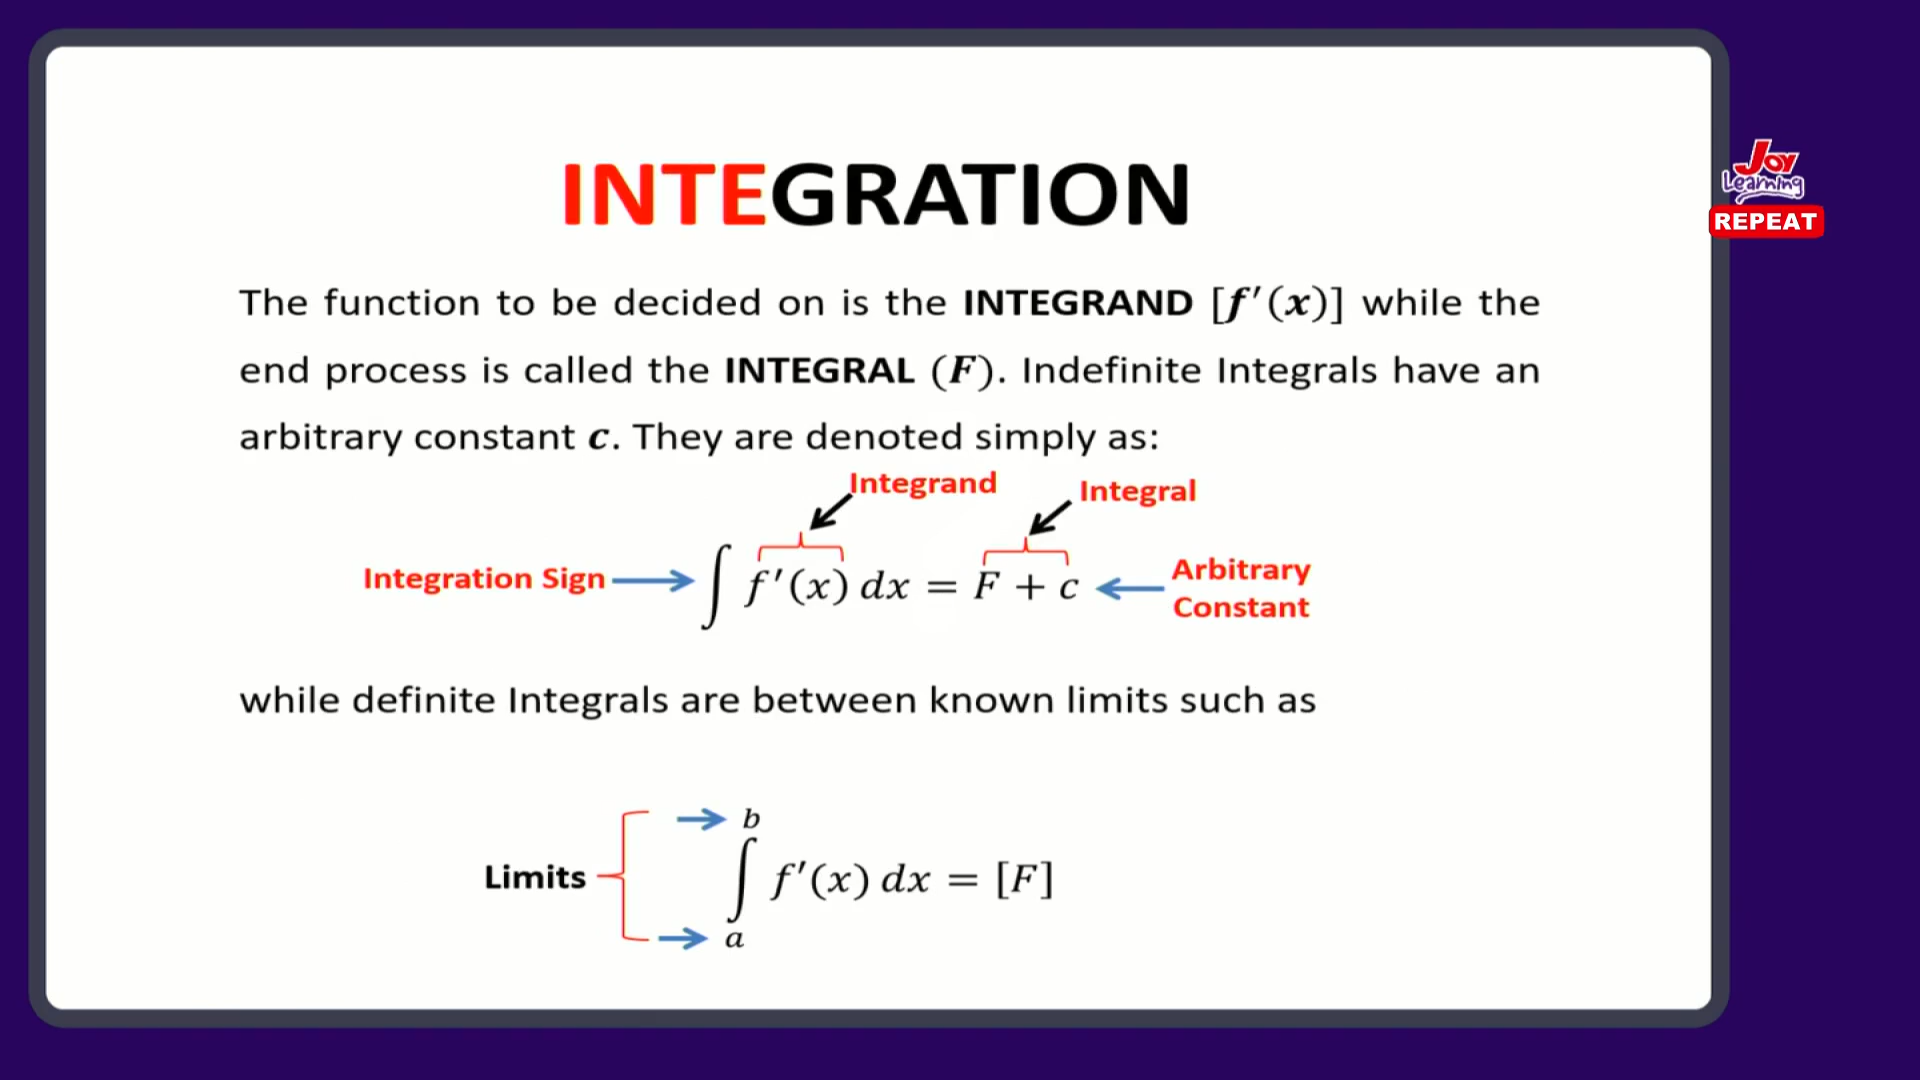 INTEGRATION
Joy
Learning
REPEAT
The function to be decided on is the INTEGRAND [f′(x)] while the
end process is called the INTEGRAL (F). Indefinite Integrals have an
arbitrary constant c. They are denoted simply as:
Integrand
Integral
Integration Sign
∫ f′(x) dx = F + c
Arbitrary
Constant
while definite Integrals are between known limits such as
b
Limits
∫ f′(x) dx = [F]
a